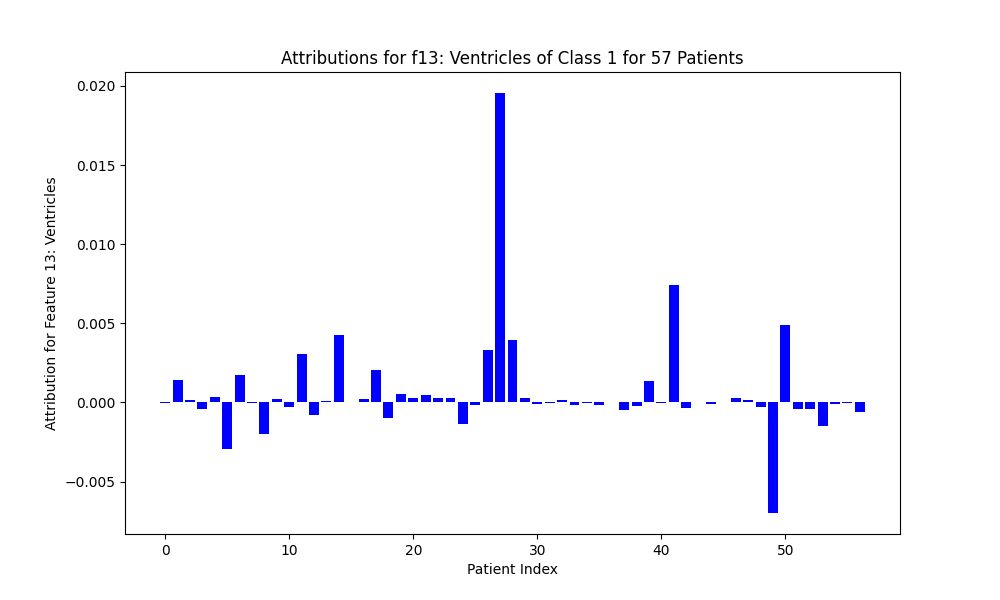 Attributions for f13: Ventricles of Class 1 for 57 Patients
Attribution for Feature 13: Ventricles
0.020
0.015
0.010
0.005
0.000
−0.005
0 10 20 30 40 50
Patient Index